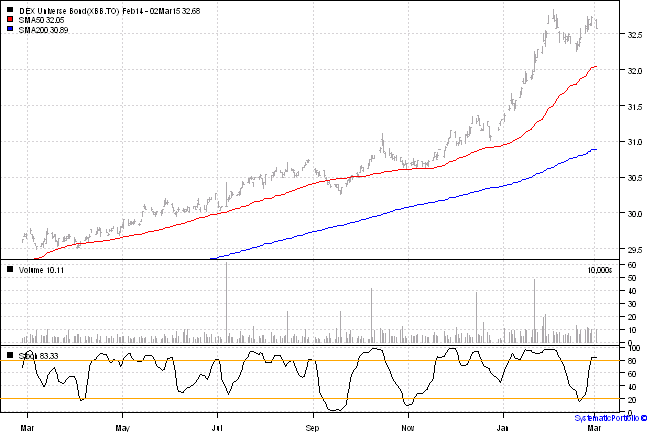 DEX Universe Bond(XBB.TO) Feb14 - 02Mar15 32.68
SMA50 32.05
SMA200 30.89
32.5
32.0
31.5
31.0
30.5
30.0
29.5
Volume 10.11
10,000s
60
50
40
30
20
10
0
Stoch 83.33
100
80
60
40
20
0
Mar
May
Jul
Sep
Nov
Jan
Mar
SystematicPortfolio ©